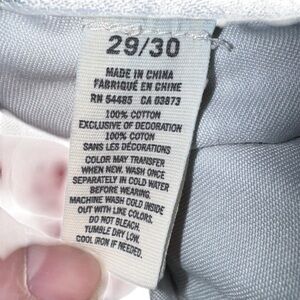 29/30
MADE IN CHINA
FABRIQUÉ EN CHINE
RN 54485 CA 03873
100% COTTON
EXCLUSIVE OF DECORATION
100% COTON
SANS LES DÉCORATIONS
COLOR MAY TRANSFER
WHEN NEW. WASH ONCE
SEPARATELY IN COLD WATER
BEFORE WEARING.
MACHINE WASH COLD INSIDE
OUT WITH LIKE COLORS.
DO NOT BLEACH.
TUMBLE DRY LOW.
COOL IRON IF NEEDED.